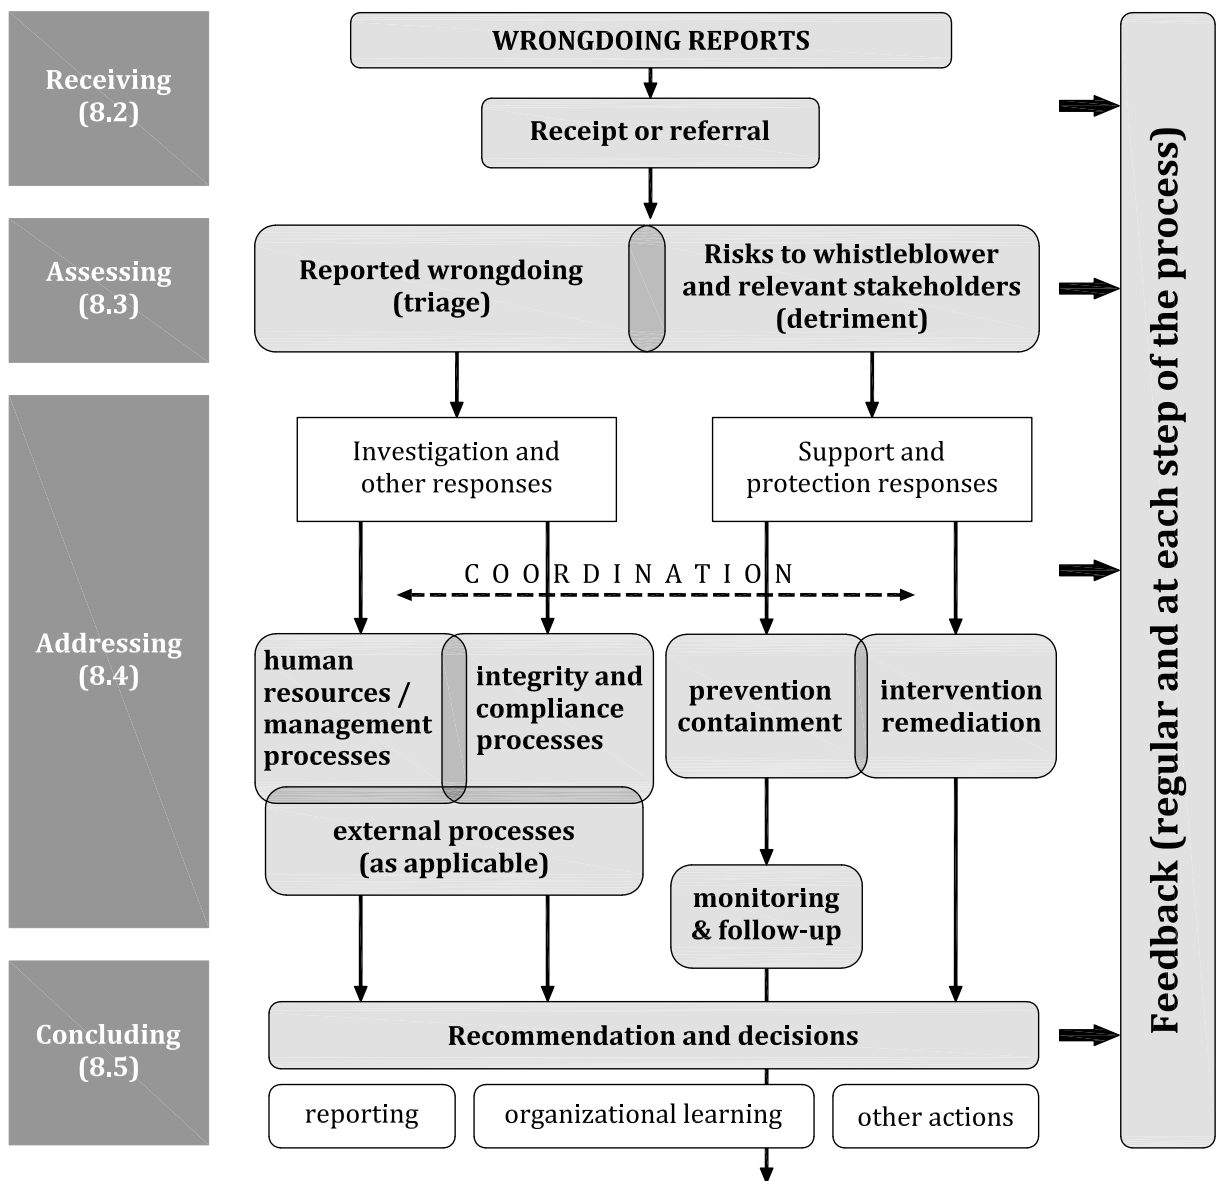 Receiving
(8.2)
WRONGDOING REPORTS
Receipt or referral
Assessing
(8.3)
Reported wrongdoing
(triage)
Risks to whistleblower
and relevant stakeholders
(detriment)
Addressing
(8.4)
Investigation and
other responses
Support and
protection responses
COORDINATION
human
resources /
management
processes
integrity and
compliance
processes
prevention
containment
intervention
remediation
external processes
(as applicable)
monitoring
& follow-up
Concluding
(8.5)
Recommendation and decisions
reporting
organizational learning
other actions
Feedback (regular and at each step of the process)